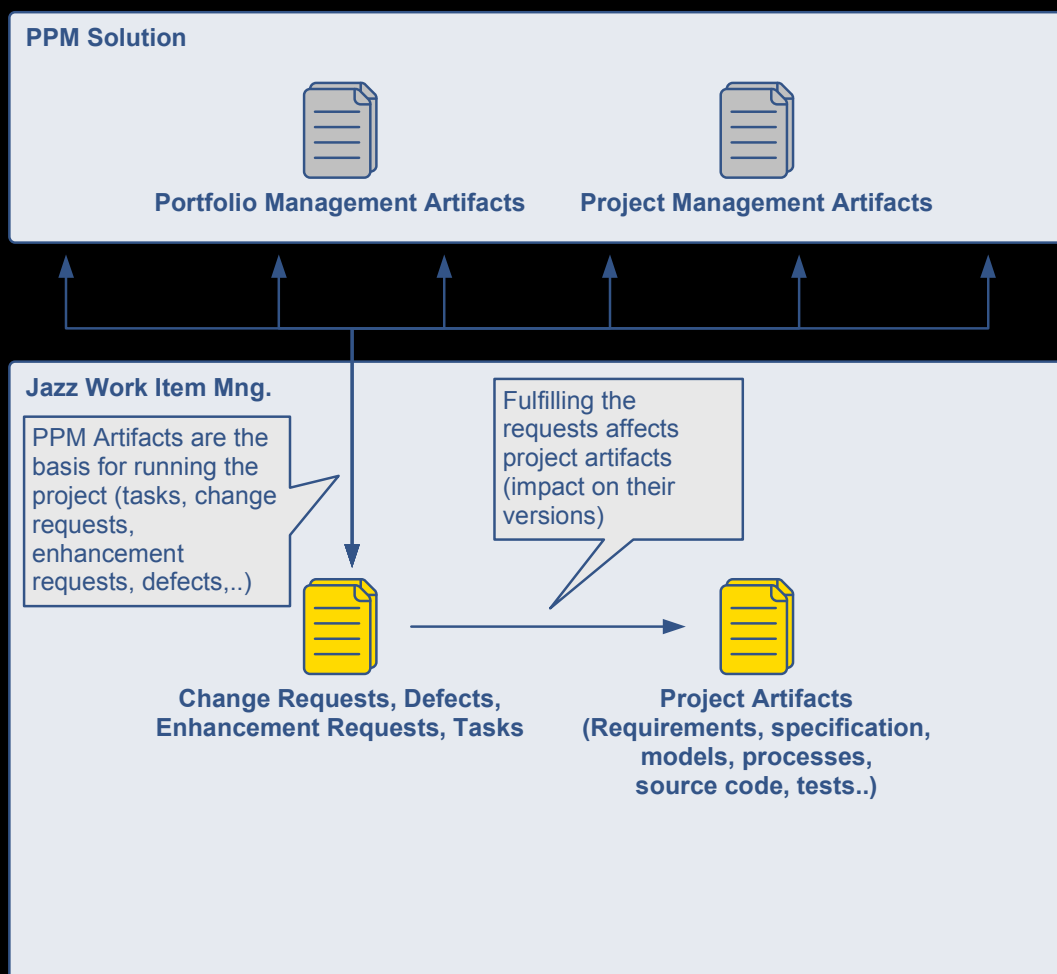 PPM Solution
Portfolio Management Artifacts
Project Management Artifacts
Jazz Work Item Mng.
PPM Artifacts are the
basis for running the
project (tasks, change
requests,
enhancement
requests, defects,..)
Fulfilling the
requests affects
project artifacts
(impact on their
versions)
Change Requests, Defects,
Enhancement Requests, Tasks
Project Artifacts
(Requirements, specification,
models, processes,
source code, tests..)